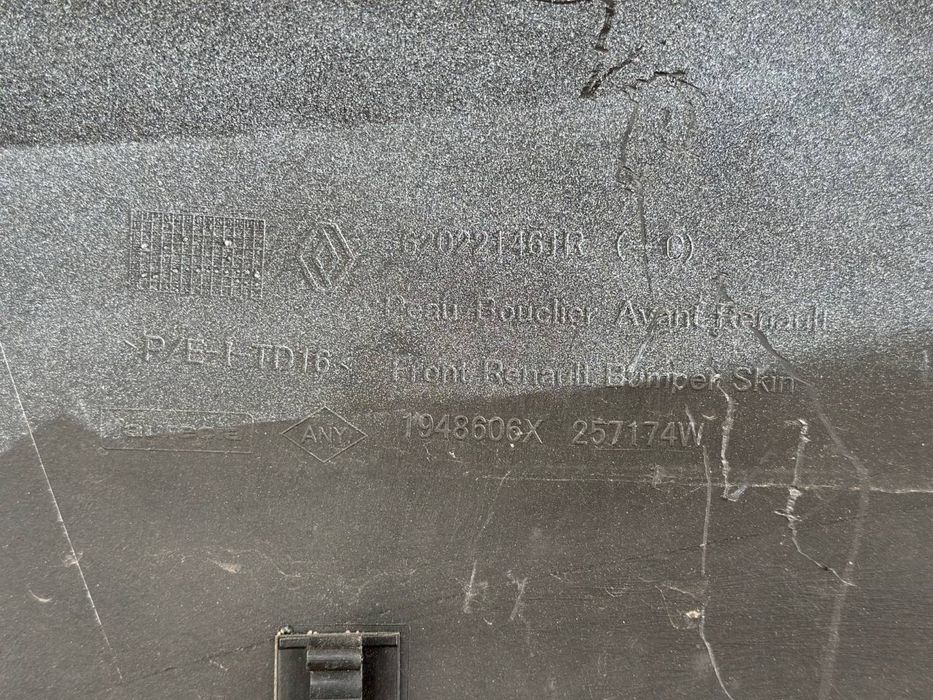 620221461R (--C)
Peau Bouclier Avant Renault
>P/E-I-TD16<
Front Renault Bumper Skin
ANY
1948606X 257174W